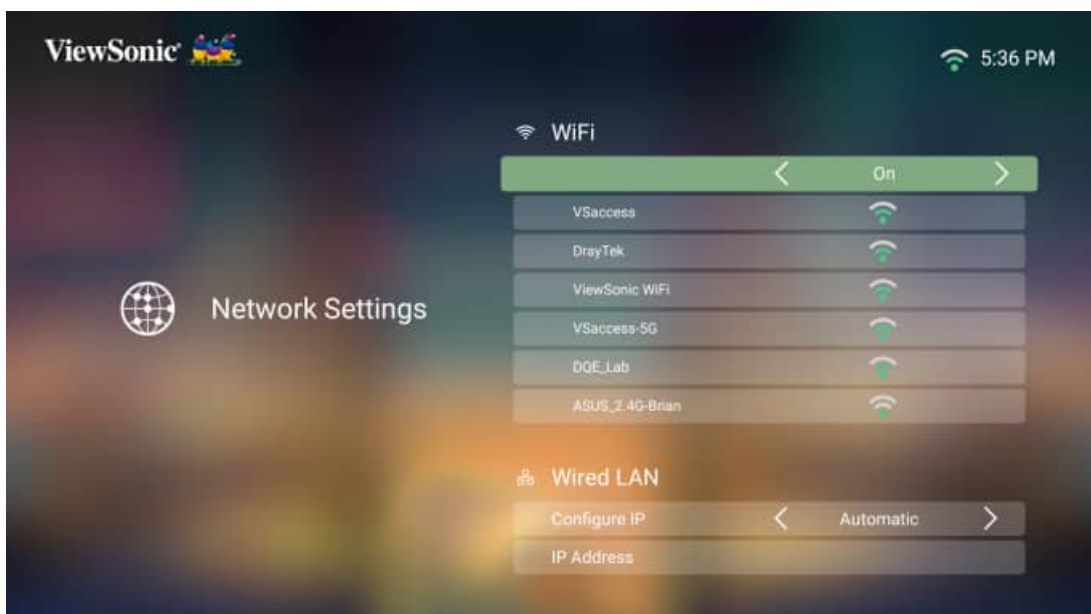 ViewSonic
5:36 PM
WiFi
On
VSaccess
DrayTek
ViewSonic WiFi
VSaccess-5G
DQE_Lab
ASUS_2.4G-Brian
Network Settings
Wired LAN
Configure IP Automatic
IP Address